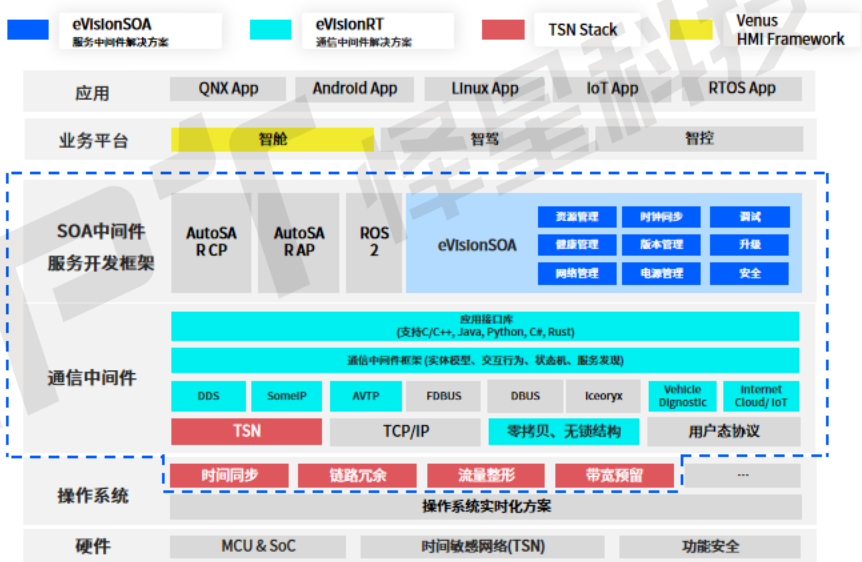 eVisionSOA
服务中间件解决方案
eVisionRT
通信中间件解决方案
TSN Stack
Venus
HMI Framework
应用
QNX App
Android App
Linux App
IoT App
RTOS App
业务平台
智舱
智驾
智控
SOA中间件
服务开发框架
AutoSA
R CP
AutoSA
R AP
ROS
2
eVisionSOA
资源管理
时钟同步
调试
健康管理
版本管理
升级
网络管理
电源管理
安全
通信中间件
应用接口库
(支持C/C++, Java, Python, C#, Rust)
通信中间件框架 (实体模型、交互行为、状态机、服务发现)
DDS
SomeIP
AVTP
FDBUS
DBUS
Iceoryx
Vehicle
Dignostic
Internet
Cloud/ IoT
TSN
TCP/IP
零拷贝、无锁结构
用户态协议
操作系统
时间同步
链路冗余
流量整形
带宽预留
...
操作系统实时化方案
硬件
MCU & SoC
时间敏感网络(TSN)
功能安全
怪星科技